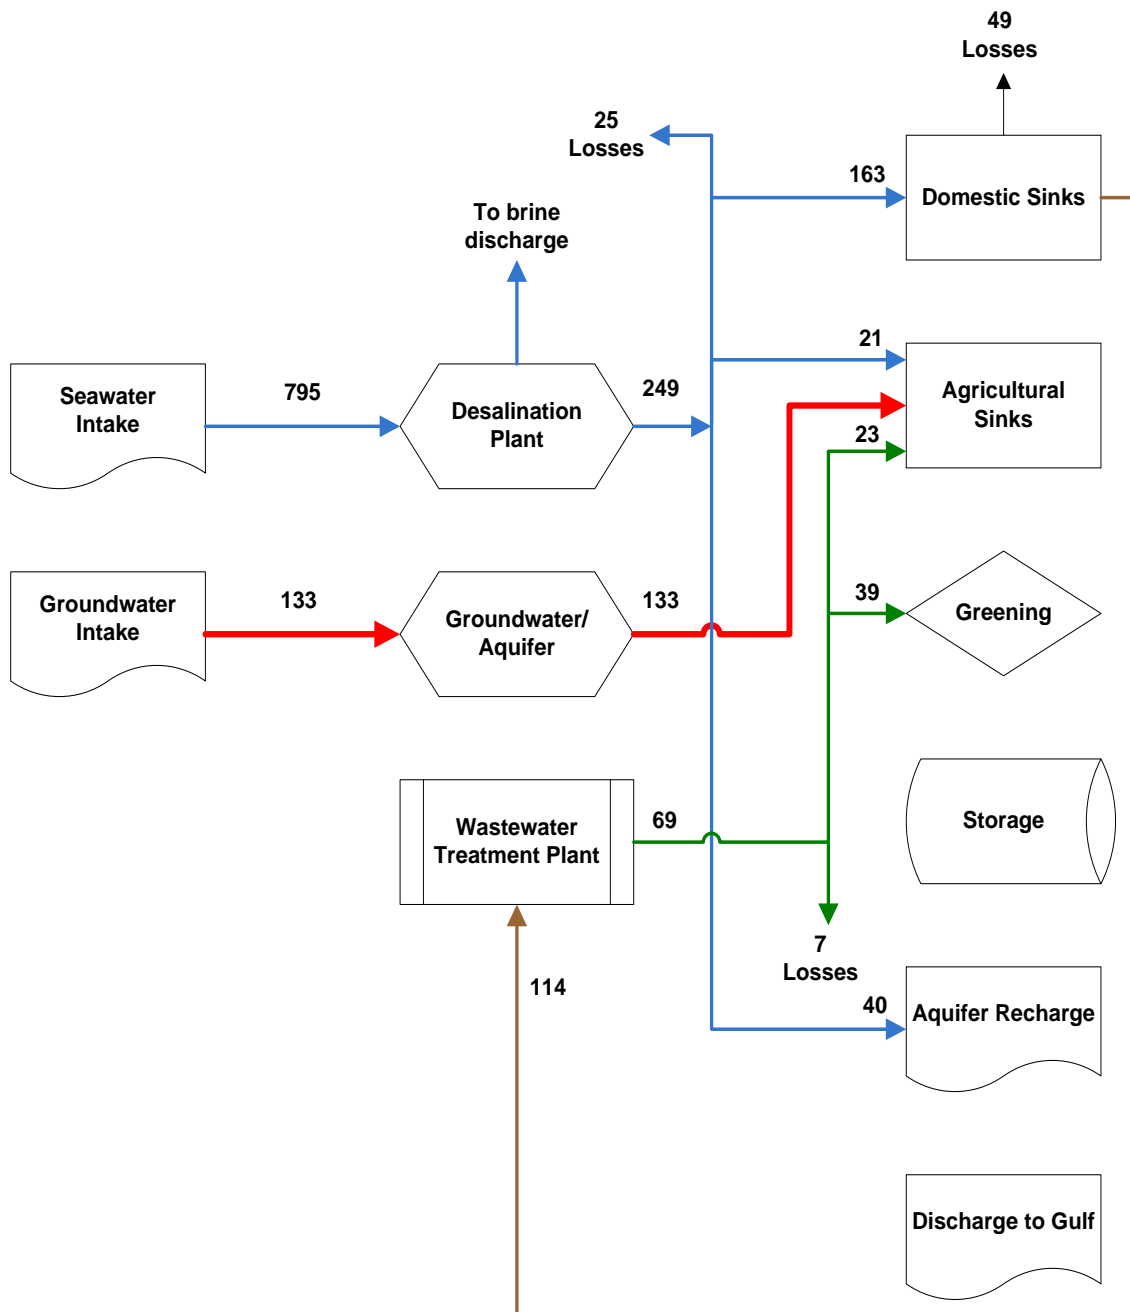 49
Losses
25
Losses
163
Domestic Sinks
To brine
discharge
21
Seawater
Intake
795
Desalination
Plant
249
Agricultural
Sinks
23
Groundwater
Intake
133
Groundwater/
Aquifer
133
39
Greening
Wastewater
Treatment Plant
69
Storage
7
Losses
114
40
Aquifer Recharge
Discharge to Gulf